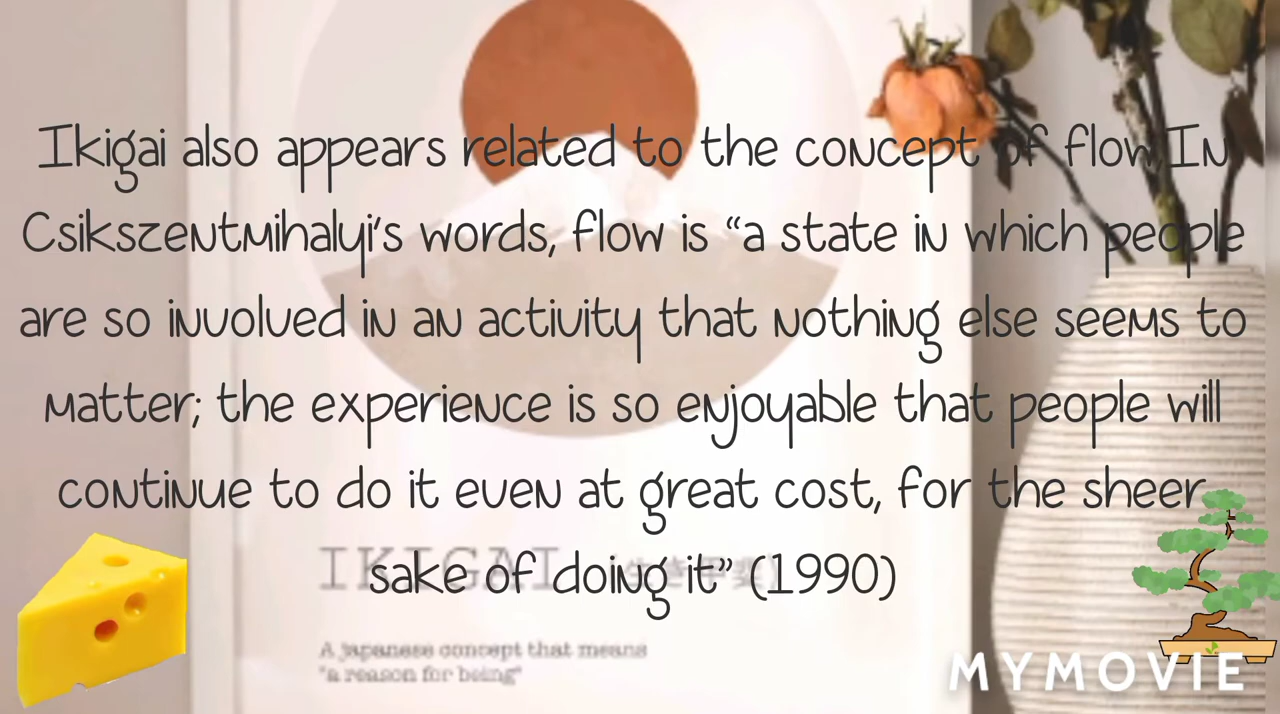 Ikigai also appears related to the concept of flow In
Csikszentmihalyi's words, flow is “a state in which people
are so involved in an activity that nothing else seems to
matter; the experience is so enjoyable that people will
continue to do it even at great cost, for the sheer
sake of doing it” (1990)
IKIGAI
A Japanese concept that means
"a reason for being"
MYMOVIE